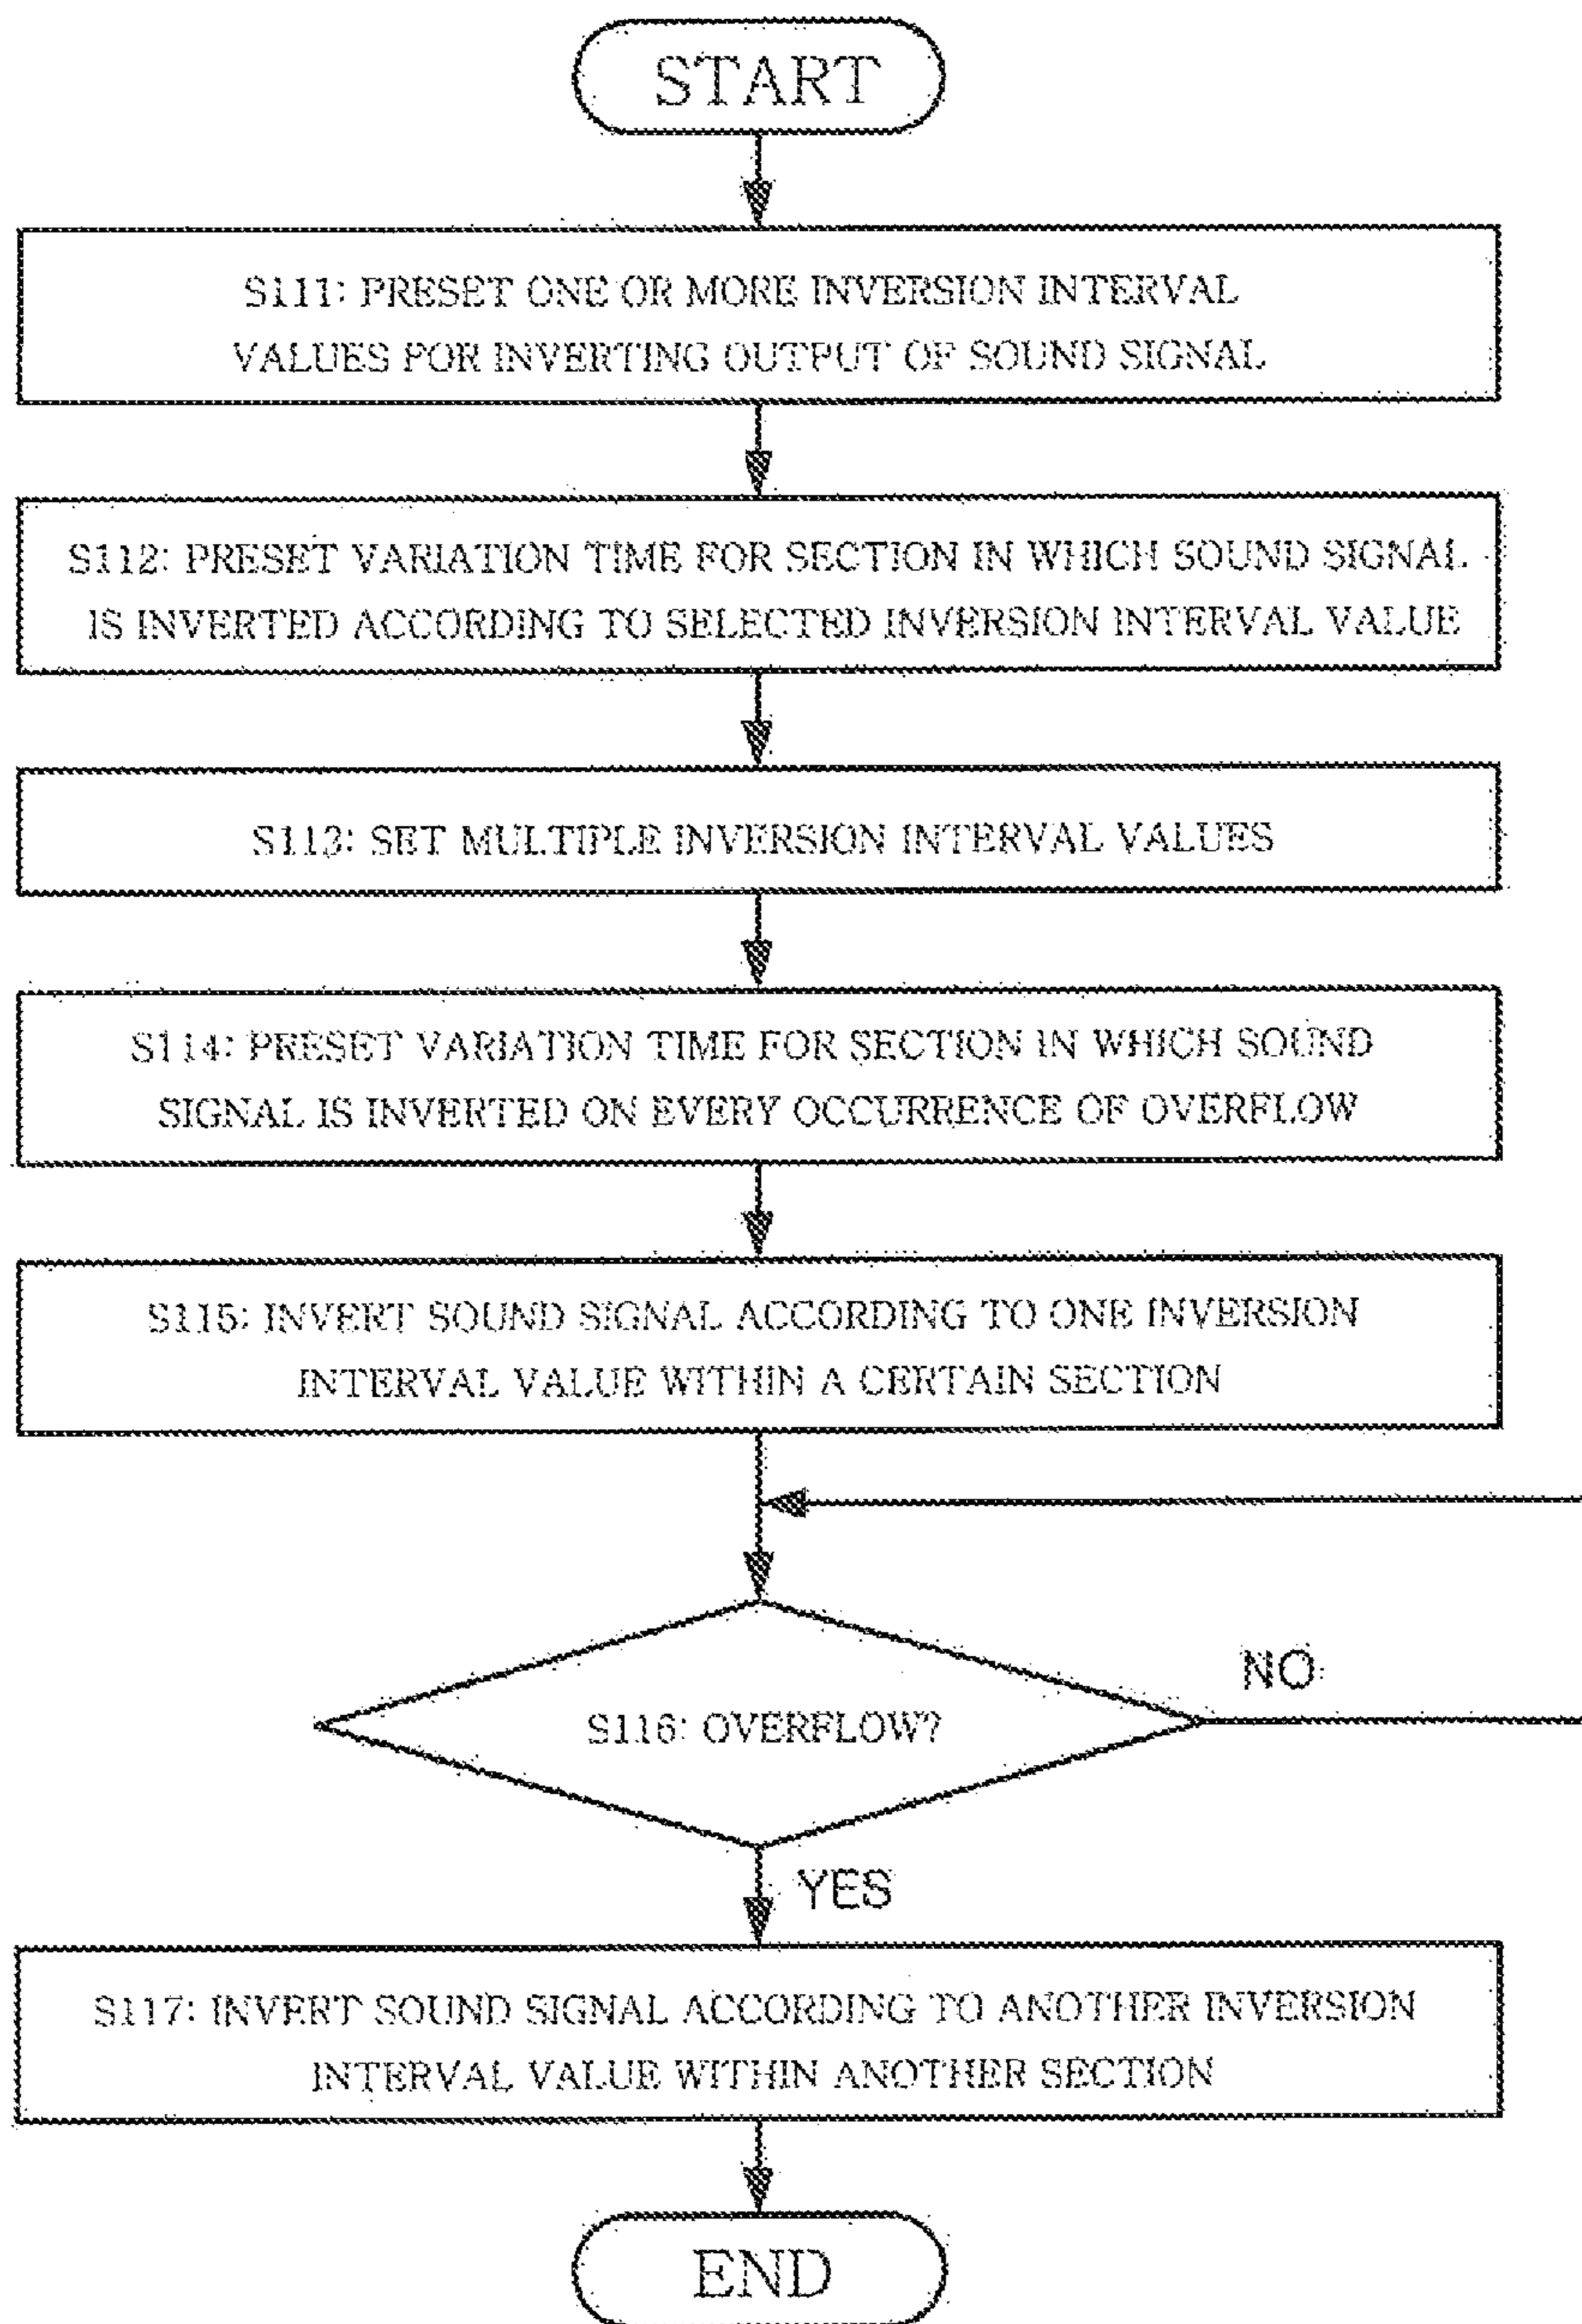 START
S111: PRESET ONE OR MORE INVERSION INTERVAL
VALUES FOR INVERTING OUTPUT OF SOUND SIGNAL
S112: PRESET VARIATION TIME FOR SECTION IN WHICH SOUND SIGNAL
IS INVERTED ACCORDING TO SELECTED INVERSION INTERVAL VALUE
S113: SET MULTIPLE INVERSION INTERVAL VALUES
S114: PRESET VARIATION TIME FOR SECTION IN WHICH SOUND
SIGNAL IS INVERTED ON EVERY OCCURRENCE OF OVERFLOW
S115: INVERT SOUND SIGNAL ACCORDING TO ONE INVERSION
INTERVAL VALUE WITHIN A CERTAIN SECTION
NO
S116: OVERFLOW?
YES
S117: INVERT SOUND SIGNAL ACCORDING TO ANOTHER INVERSION
INTERVAL VALUE WITHIN ANOTHER SECTION
END